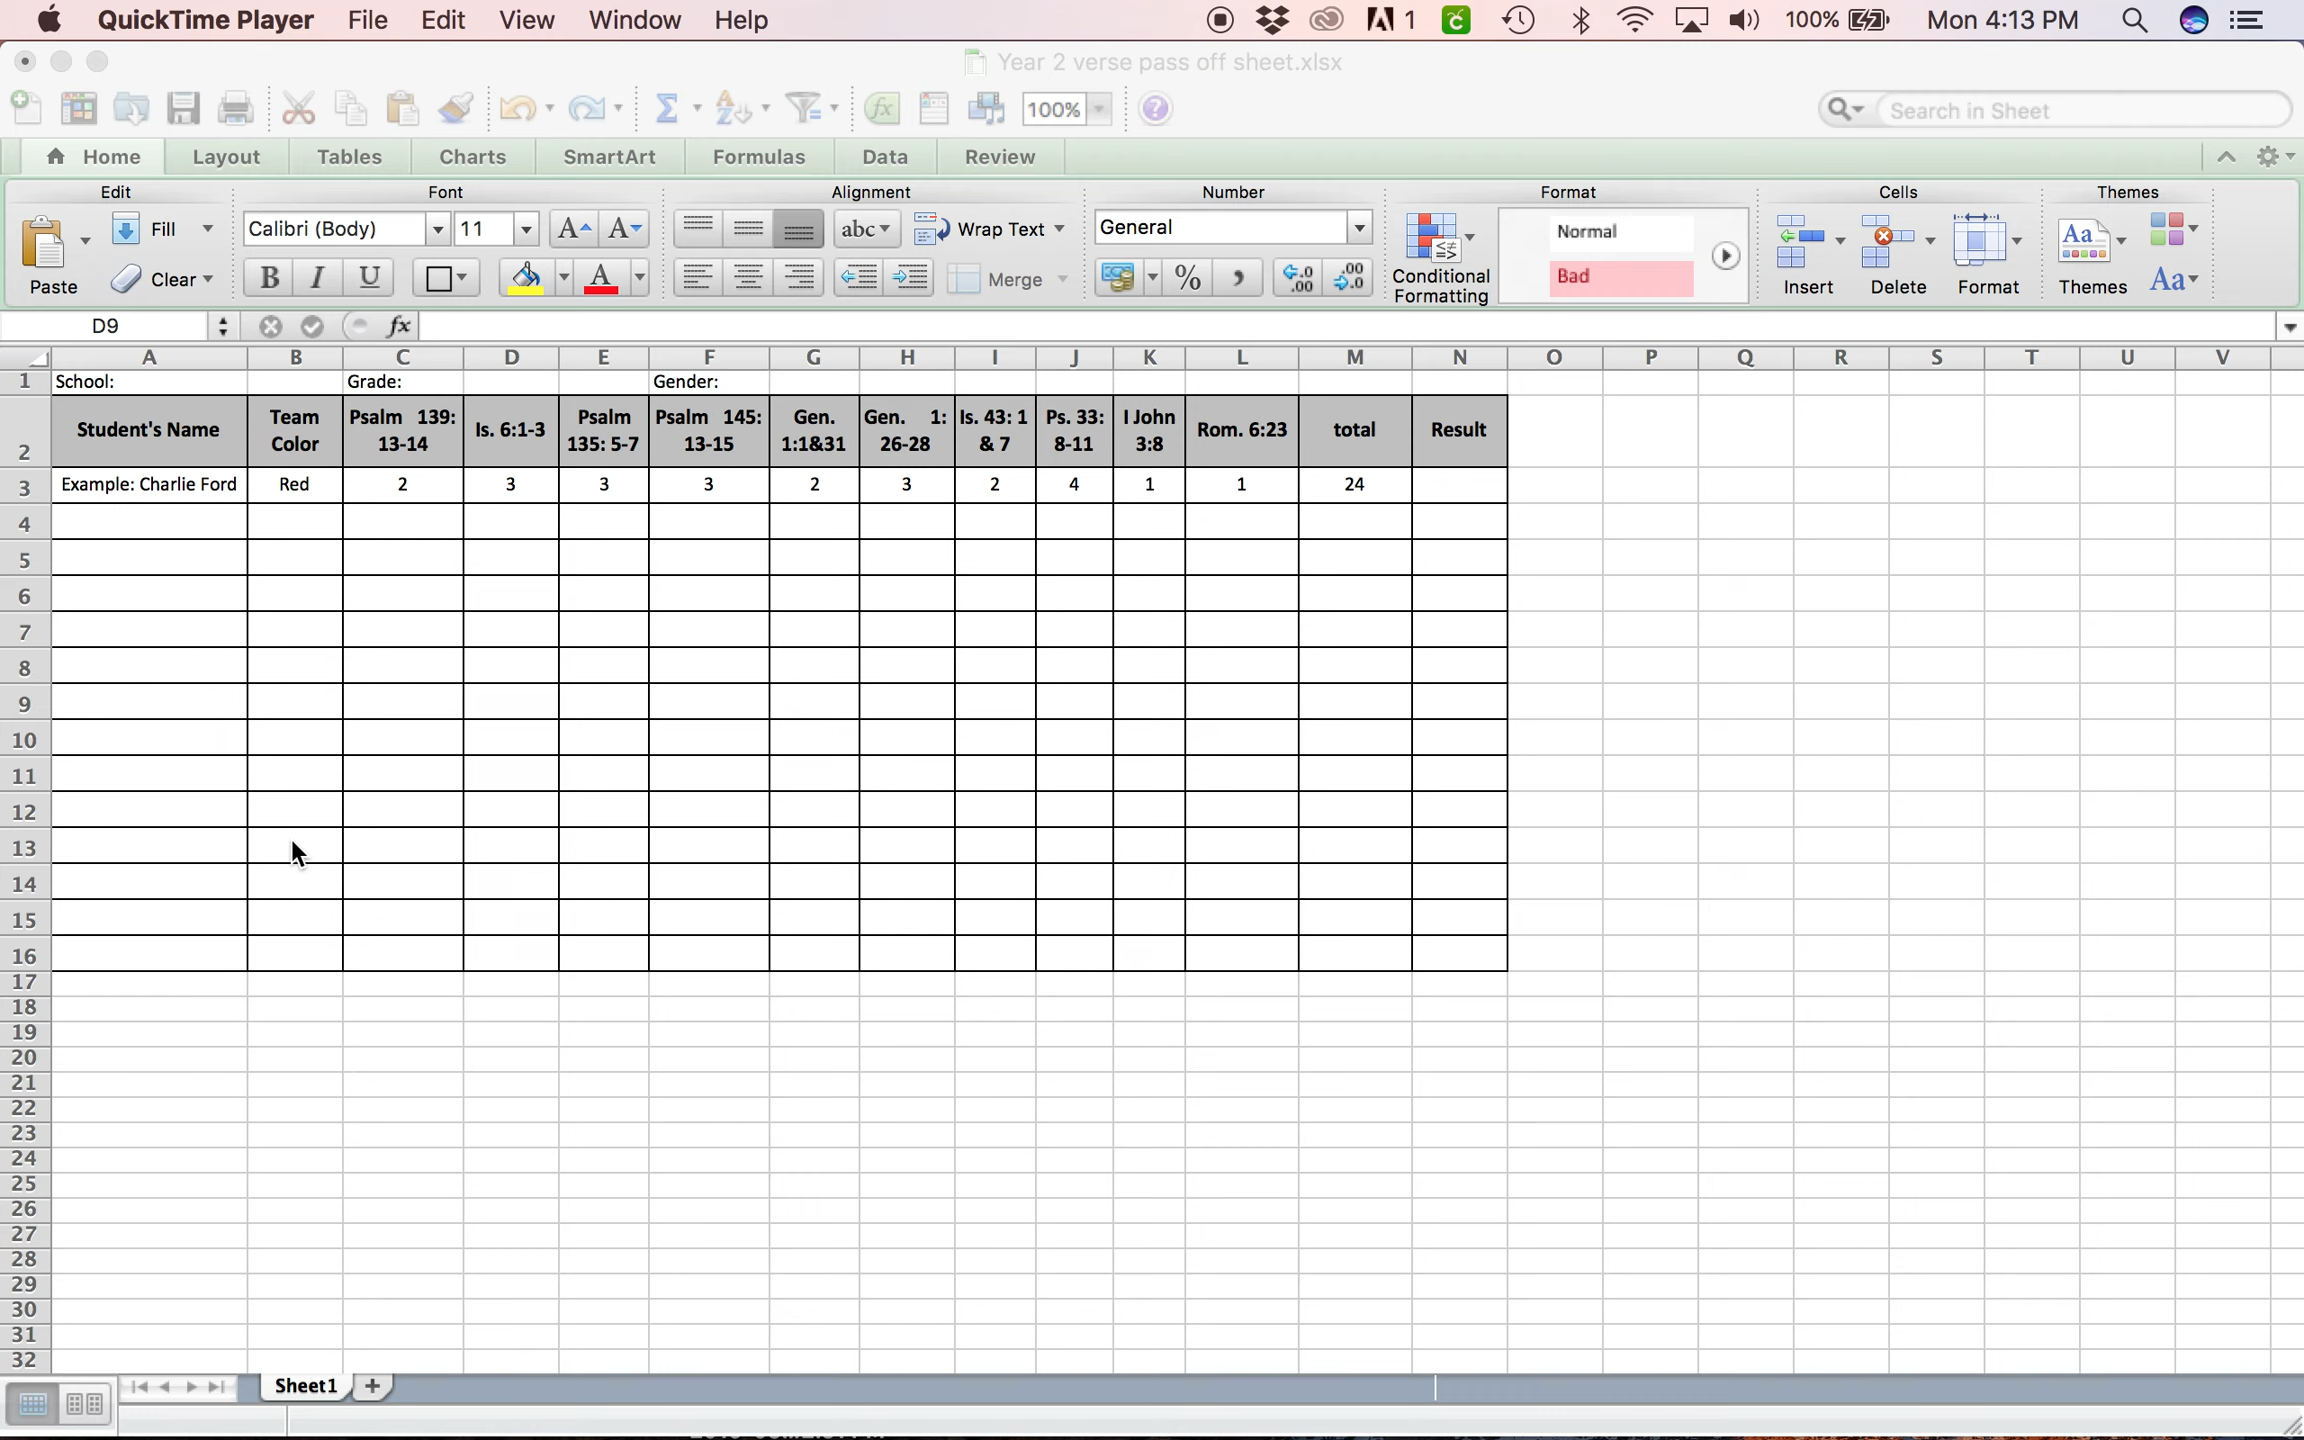 QuickTime Player File Edit View Window Help 1 100% Mon 4:13 PM
Year 2 verse pass off sheet.xlsx
100% Search in Sheet
Home Layout Tables Charts SmartArt Formulas Data Review
Edit Font Alignment Number Format Cells Themes
Fill Calibri (Body) 11 A A abc Wrap Text General Normal
Paste Clear B I U A Merge % Conditional Formatting Bad Insert Delete Format Themes Aa
D9 fx
A B C D E F G H I J K L M N O P Q R S T U V
1 School: Grade: Gender:
2 Student's Name Team Color Psalm 139: 13-14 Is. 6:1-3 Psalm 135: 5-7 Psalm 145: 13-15 Gen. 1:1&31 Gen. 1: 26-28 Is. 43: 1 & 7 Ps. 33: 8-11 I John 3:8 Rom. 6:23 total Result
3 Example: Charlie Ford Red 2 3 3 3 2 3 2 4 1 1 24
4
5
6
7
8
9
10
11
12
13
14
15
16
17
18
19
20
21
22
23
24
25
26
27
28
29
30
31
32
Sheet1